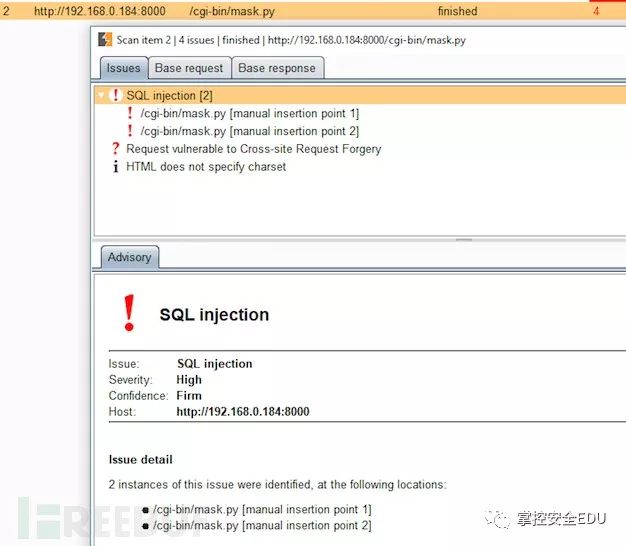 2 http://192.168.0.184:8000 /cgi-bin/mask.py finished 4
Scan item 2 | 4 issues | finished | http://192.168.0.184:8000/cgi-bin/mask.py
Issues Base request Base response
SQL injection [2]
/cgi-bin/mask.py [manual insertion point 1]
/cgi-bin/mask.py [manual insertion point 2]
Request vulnerable to Cross-site Request Forgery
HTML does not specify charset
Advisory
SQL injection
Issue: SQL injection
Severity: High
Confidence: Firm
Host: http://192.168.0.184:8000
Issue detail
2 instances of this issue were identified, at the following locations:
/cgi-bin/mask.py [manual insertion point 1]
/cgi-bin/mask.py [manual insertion point 2]
FREEBUF
掌控安全EDU